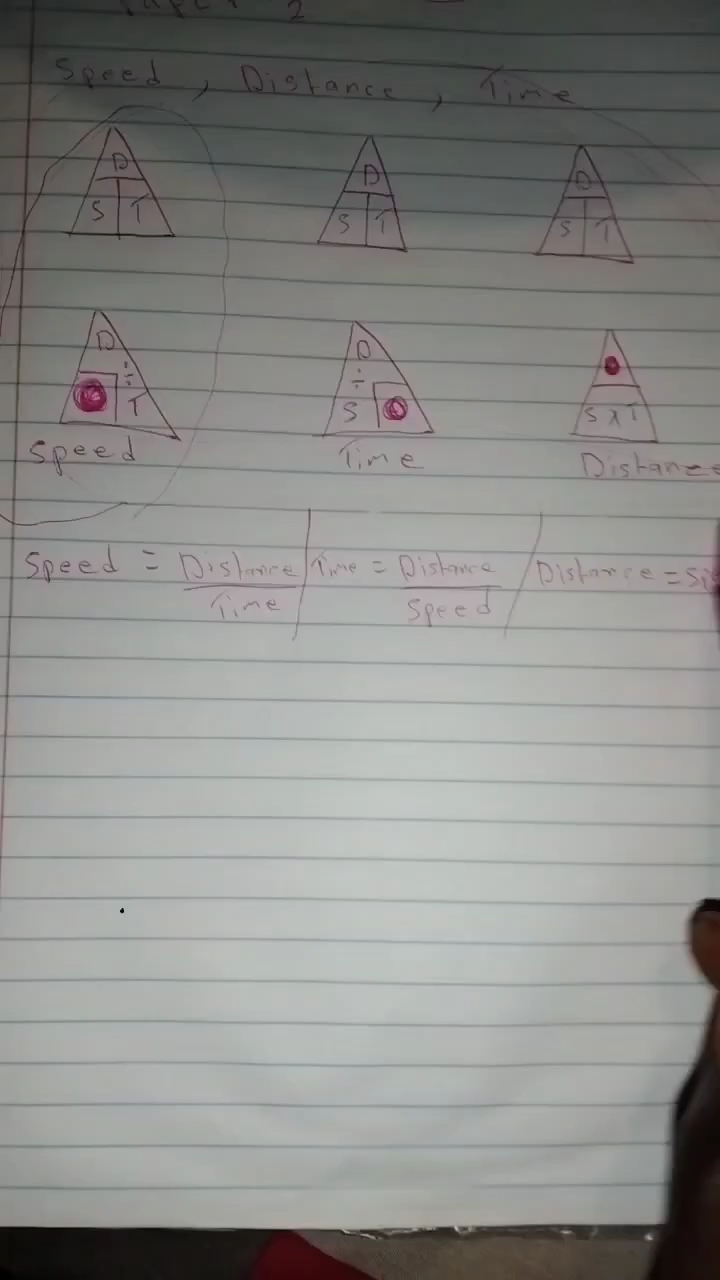 Speed, Distance, Time
D D D
S T S T S T
D D
÷ T ÷ S S x T
Speed Time Distance
Speed = Distance / Time Time = Distance / Speed Distance =